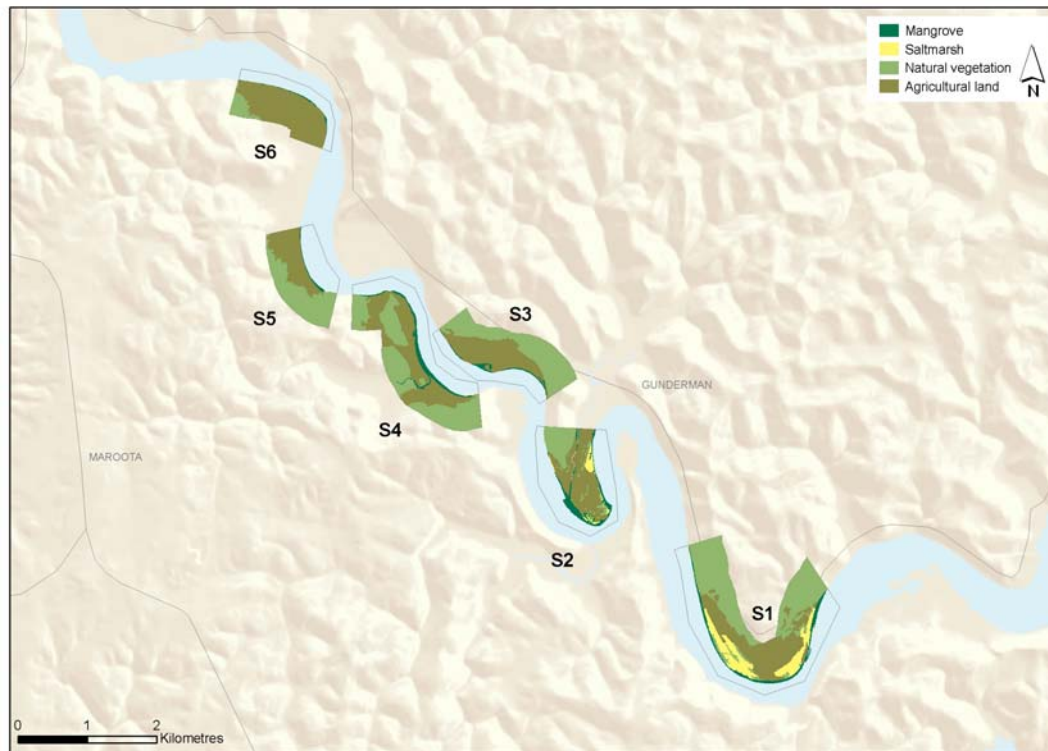 Mangrove
Saltmarsh
Natural vegetation
Agricultural land
N
S6
S5
S3
S4
GUNDERMAN
MAROOTA
S2
S1
0 1 2
Kilometres